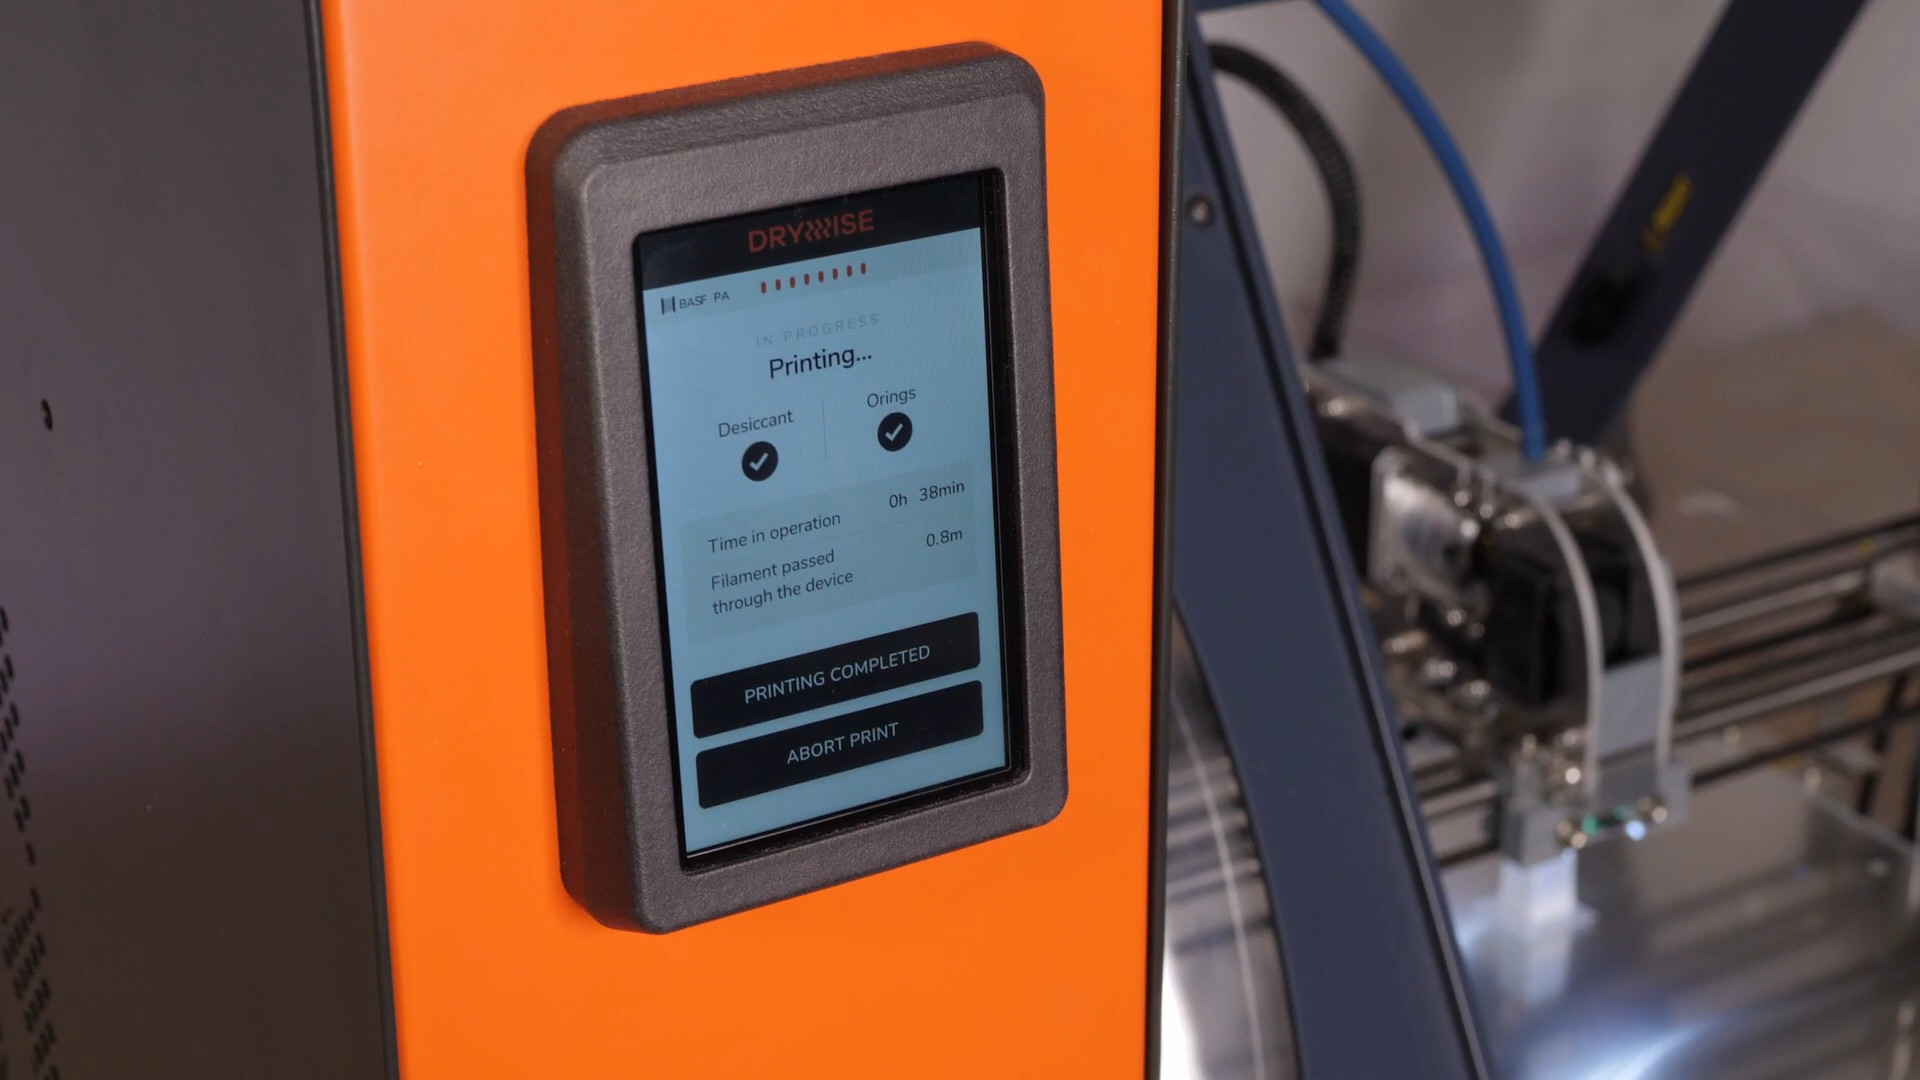 DRYWISE
BASF PA
IN PROGRESS
Printing...
Desiccant
Orings
Time in operation 0h 38min
Filament passed 0.8m
through the device
PRINTING COMPLETED
ABORT PRINT